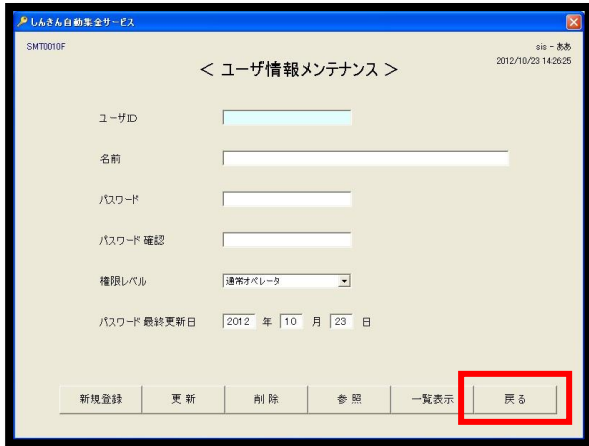 しんきん自動集金サービス
SMT0010F
sis - ああ
2012/10/23 14:26:25
＜ ユーザ情報メンテナンス ＞
ユーザID
名前
パスワード
パスワード 確認
権限レベル 通常オペレータ
パスワード 最終更新日 2012 年 10 月 23 日
新規登録 更 新 削 除 参 照 一覧表示 戻 る